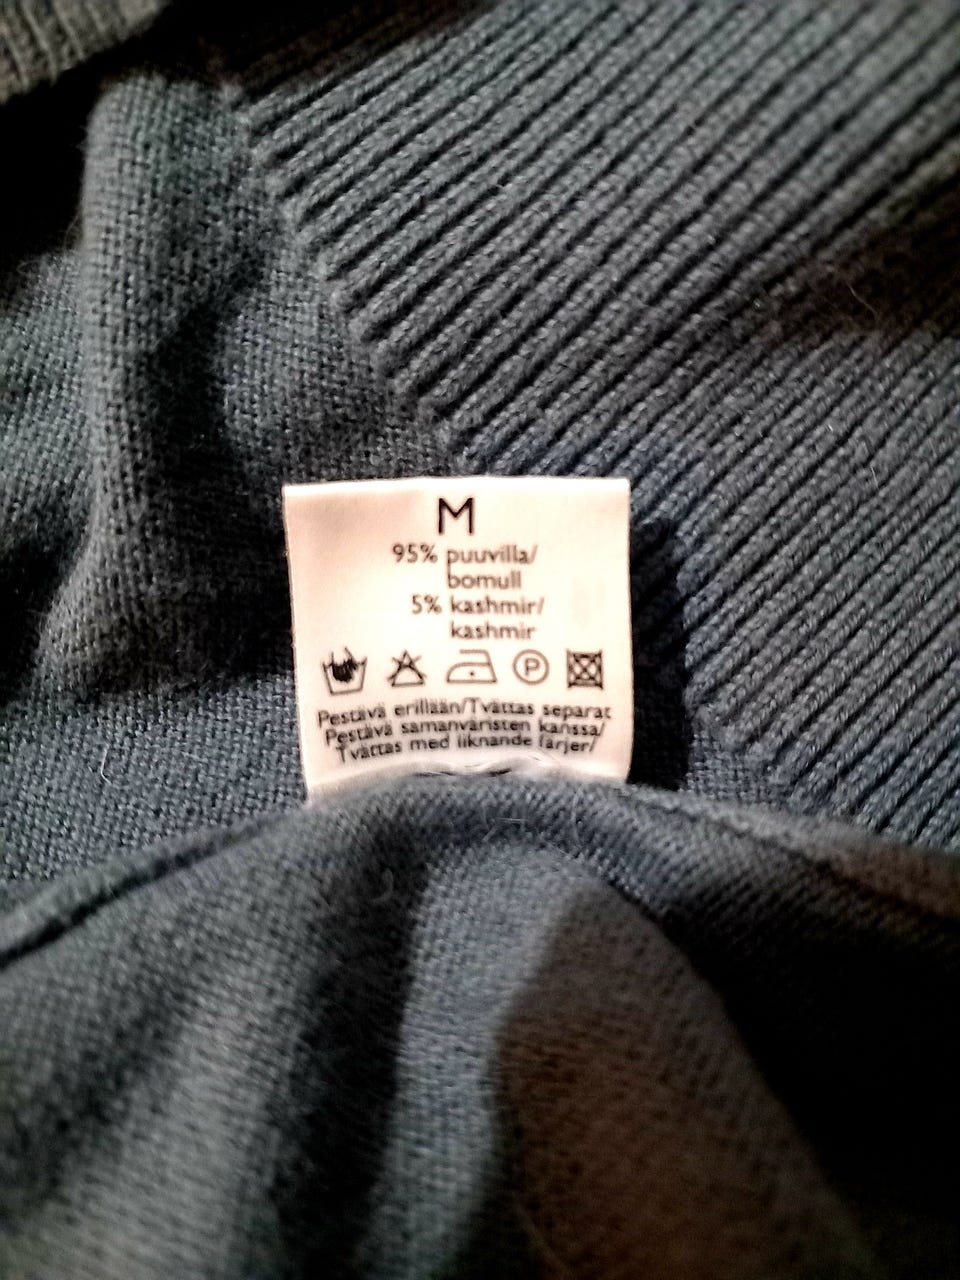 M
95% puuvilla/
bomull
5% kashmir/
kashmir
P
Pestävä erillään/Tvättas separat
Pestävä samanväristen kanssa/
Tvättas med liknande färjer/